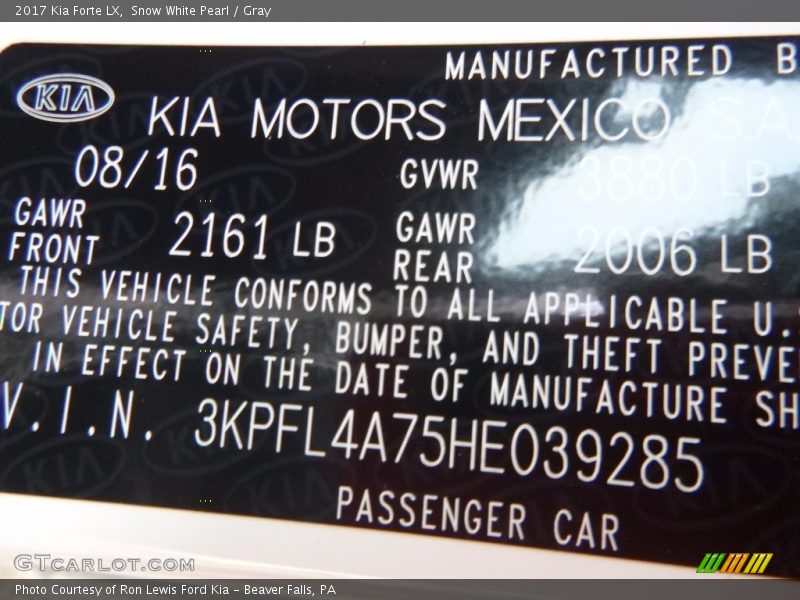 2017 Kia Forte LX, Snow White Pearl / Gray
MANUFACTURED B
KIA
KIA MOTORS MEXICO S.A
08/16 GVWR 3880 LB
GAWR FRONT 2161 LB GAWR REAR 2006 LB
THIS VEHICLE CONFORMS TO ALL APPLICABLE U.
TOR VEHICLE SAFETY, BUMPER, AND THEFT PREVE
IN EFFECT ON THE DATE OF MANUFACTURE SH
V.I.N. 3KPFL4A75HE039285
PASSENGER CAR
GTCARLOT.COM
Photo Courtesy of Ron Lewis Ford Kia - Beaver Falls, PA